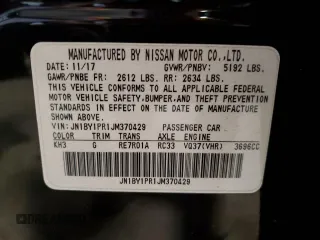 MANUFACTURED BY NISSAN MOTOR CO.,LTD.
DATE: 11/17 GVWR/PNBV: 5192 LBS.
GAWR/PNBE FR: 2612 LBS. RR: 2634 LBS.
THIS VEHICLE CONFORMS TO ALL APPLICABLE FEDERAL
MOTOR VEHICLE SAFETY,BUMPER,AND THEFT PREVENTION
STANDARDS IN EFFECT ON THE DATE OF MANUFACTURE
SHOWN ABOVE.
VIN: JN1BY1PR1JM370429 PASSENGER CAR
COLOR TRIM TRANS AXLE ENGINE
KH3 G RE7R01A RC33 VQ37(VHR) 3696CC
JN1BY1PR1JM370429